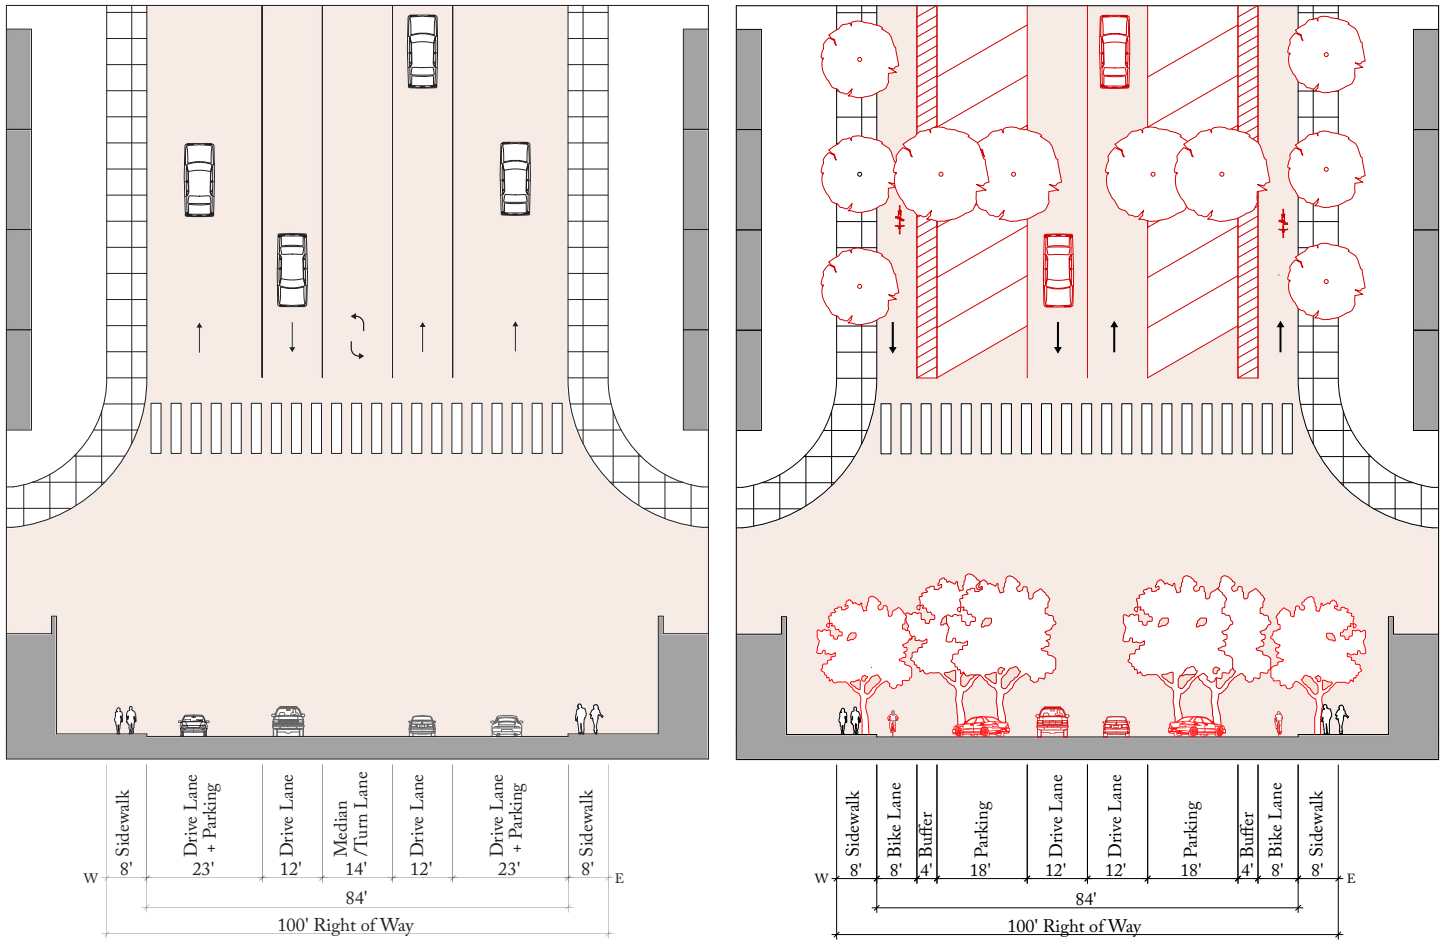 Sidewalk
Drive Lane
+ Parking
Drive Lane
Median
/Turn Lane
Drive Lane
Drive Lane
+ Parking
Sidewalk
W 8' 23' 12' 14' 12' 23' 8' E
84'
100' Right of Way
Sidewalk
Bike Lane
Buffer
Parking
Drive Lane
Drive Lane
Parking
Buffer
Bike Lane
Sidewalk
W 8' 8' 4' 18' 12' 12' 18' 4' 8' 8' E
84'
100' Right of Way